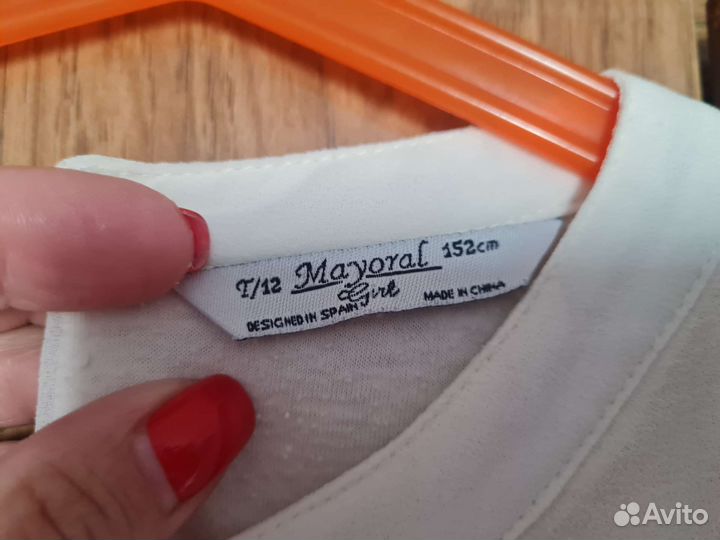 T/12 Mayoral 152cm
Girl
DESIGNED IN SPAIN MADE IN CHINA
Avito